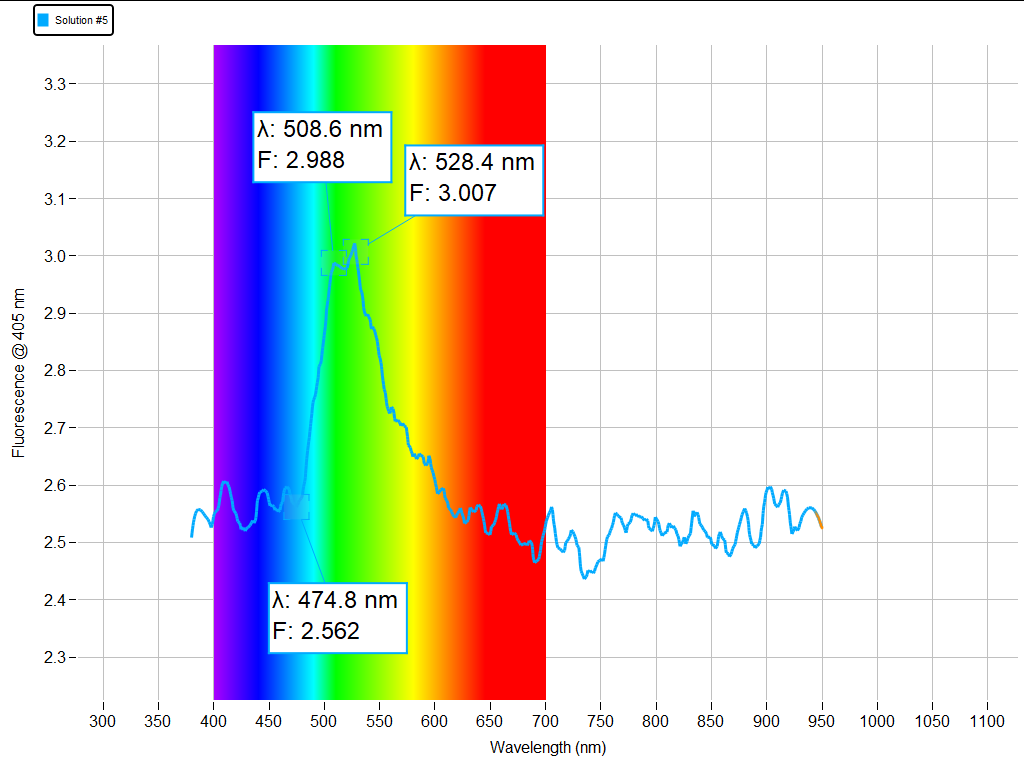 Solution #5
3.3
3.2
3.1
3.0
2.9
2.8
2.7
2.6
2.5
2.4
2.3
Fluorescence @ 405 nm
λ: 508.6 nm
F: 2.988
λ: 528.4 nm
F: 3.007
λ: 474.8 nm
F: 2.562
300 350 400 450 500 550 600 650 700 750 800 850 900 950 1000 1050 1100
Wavelength (nm)